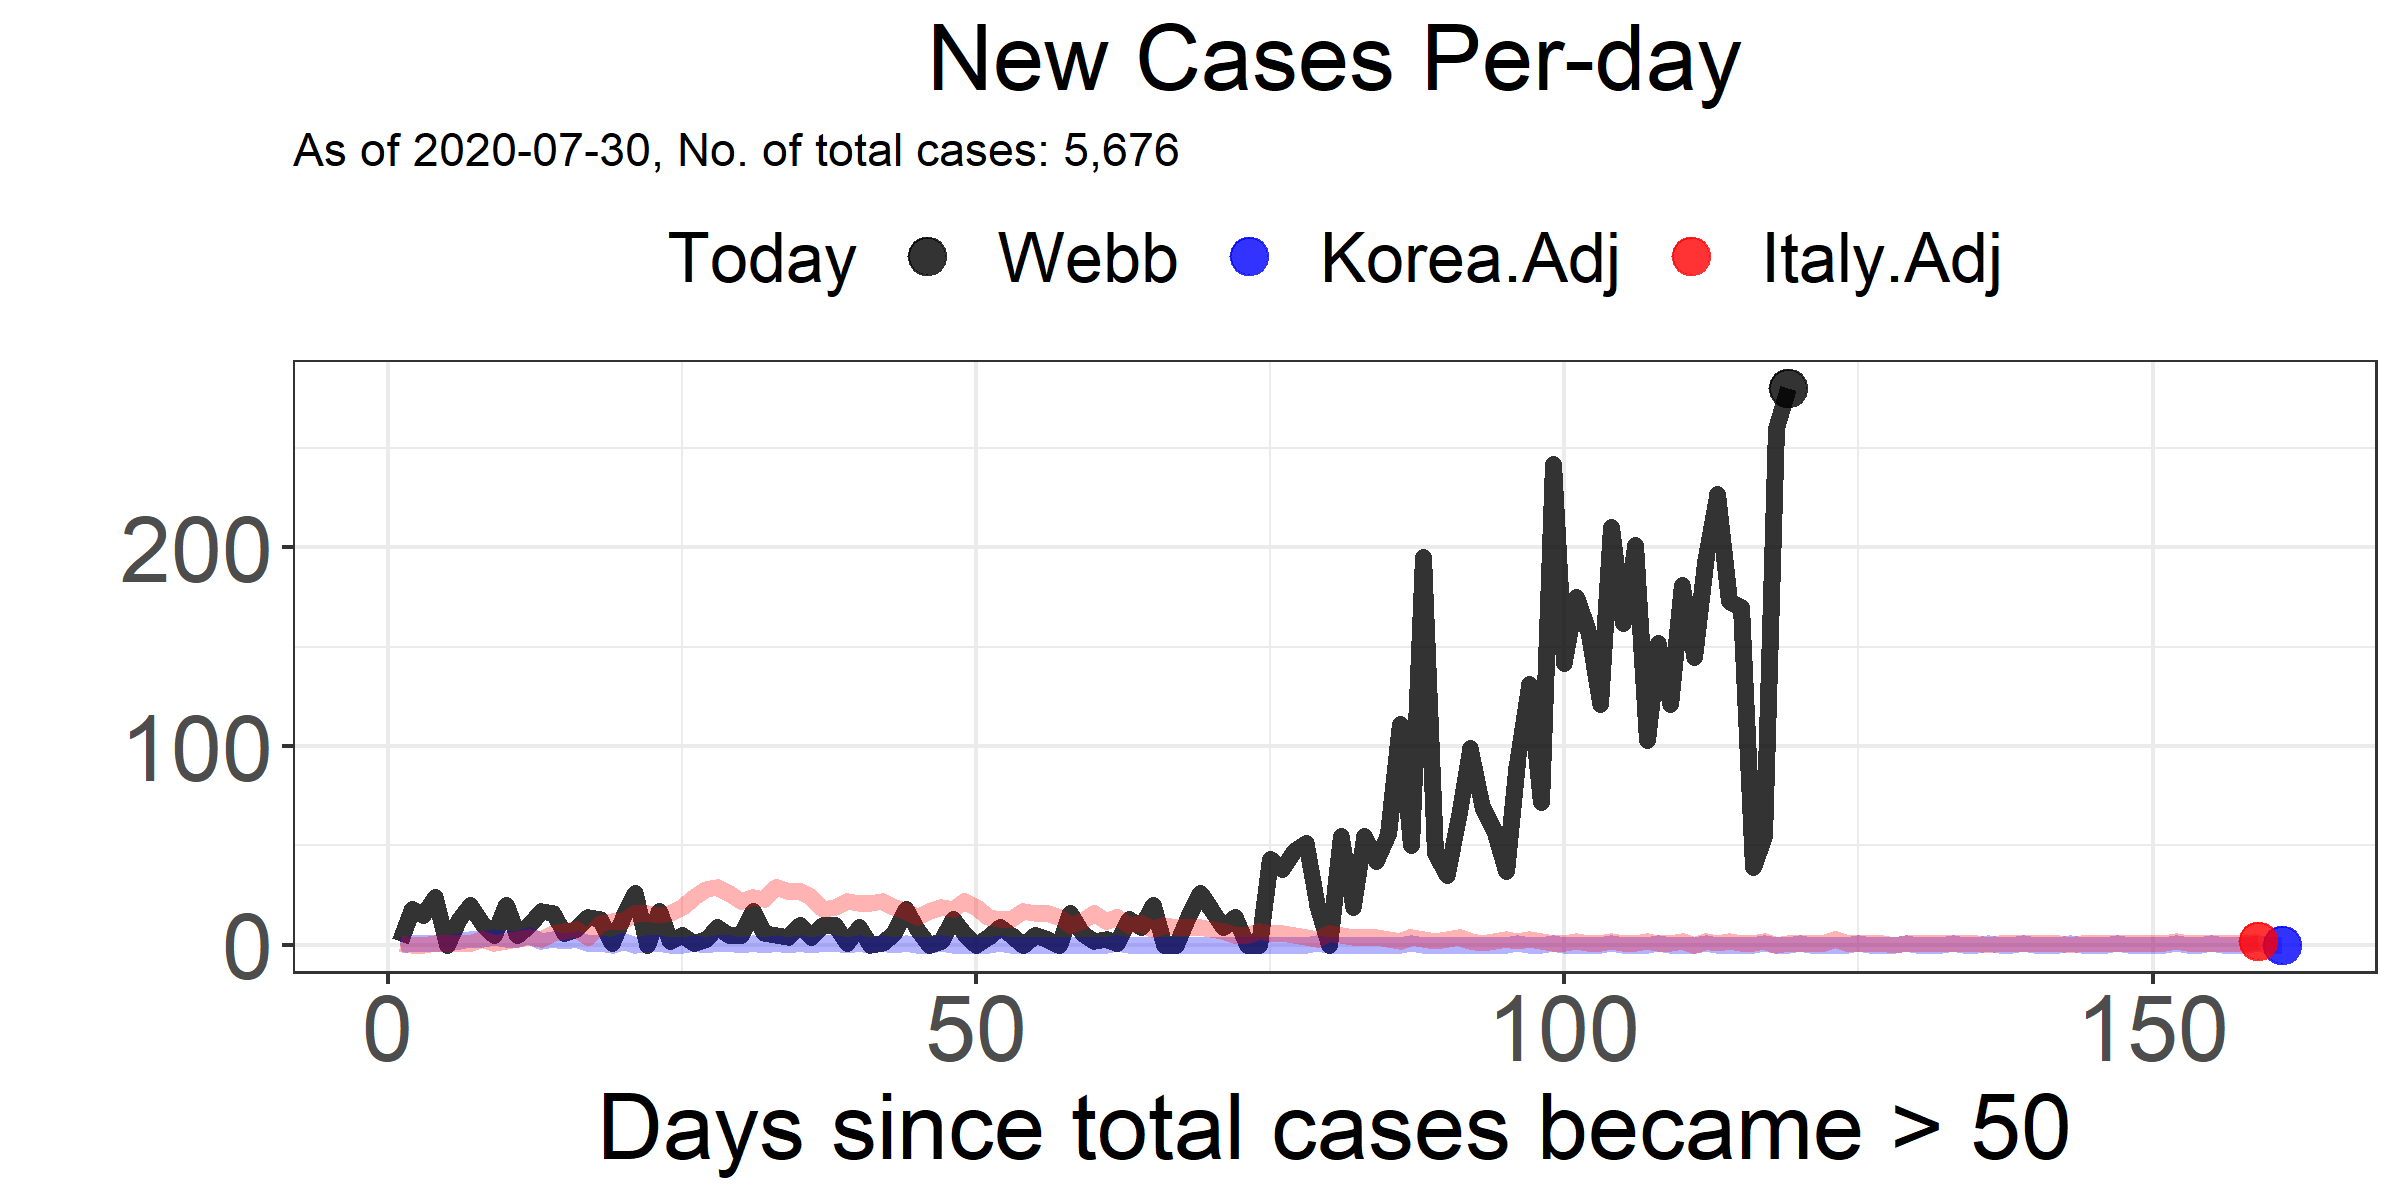 New Cases Per-day
As of 2020-07-30, No. of total cases: 5,676
Today Webb Korea.Adj Italy.Adj
200
100
0
0 50 100 150
Days since total cases became > 50